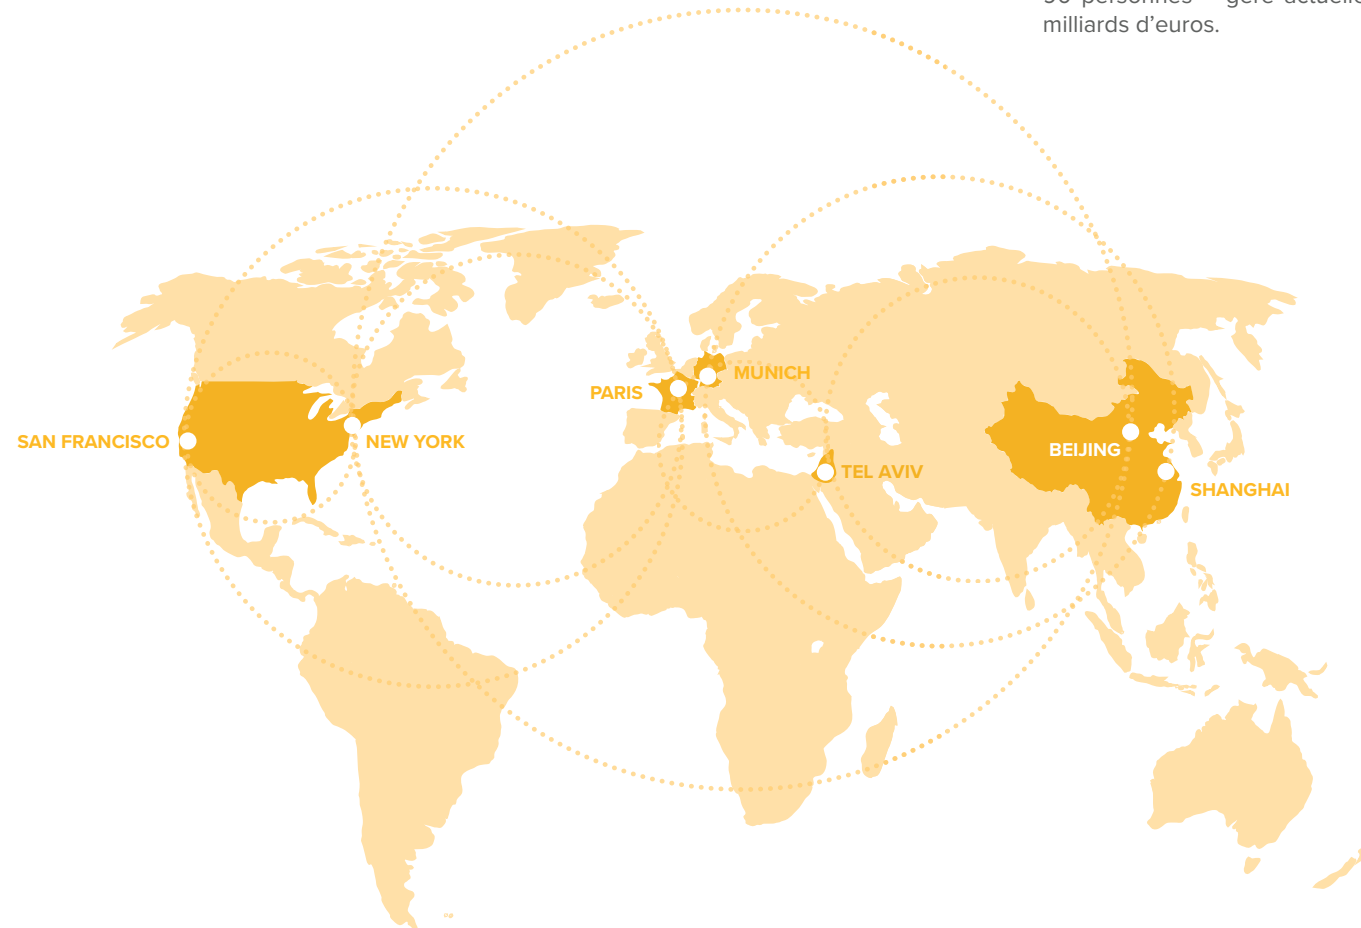 milliards d'euros.
MUNICH
PARIS
SAN FRANCISCO
NEW YORK
BEIJING
TEL AVIV
SHANGHAI